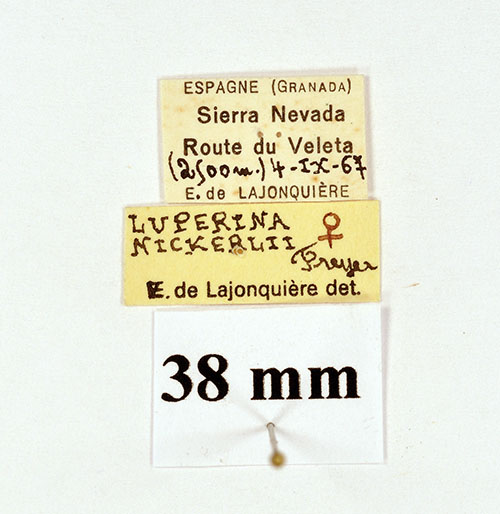 ESPAGNE (GRANADA)
Sierra Nevada
Route du Veleta
(2500m.) 4-IX-67
E. de LAJONQUIÈRE
LUPERINA ♀
NICKERLII
Freyer
E. de Lajonquière det.
38 mm